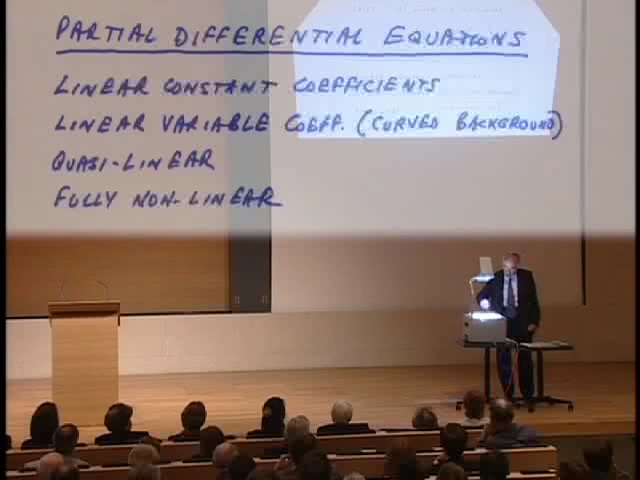 PARTIAL DIFFERENTIAL EQUATIONS
LINEAR CONSTANT COEFFICIENTS
LINEAR VARIABLE COEFF. (CURVED BACKGROUND)
QUASI-LINEAR
FULLY NON-LINEAR